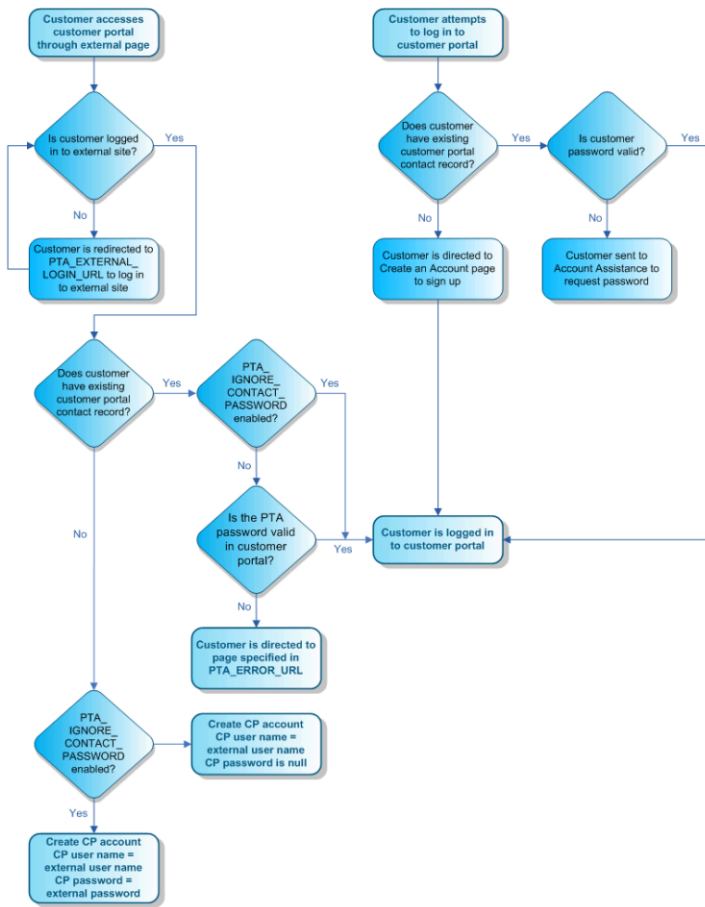 Customer accesses
customer portal
through external page
Customer attempts
to log in to
customer portal
Is customer logged
in to external site?
Yes
No
Does customer
have existing
customer portal
contact record?
Yes
No
Is customer
password valid?
Yes
No
Customer is redirected to
PTA_EXTERNAL_
LOGIN_URL to log in
to external site
Customer is directed to
Create an Account page
to sign up
Customer sent to
Account Assistance to
request password
Does customer
have existing
customer portal
contact record?
Yes
No
PTA_
IGNORE_
CONTACT_
PASSWORD
enabled?
Yes
No
Is the PTA
password valid
in customer
portal?
Yes
No
Customer is logged in
to customer portal
Customer is directed to
page specified in
PTA_ERROR_URL
PTA_
IGNORE_
CONTACT_
PASSWORD
enabled?
Yes
Create CP account
CP user name =
external user name
CP password is null
Create CP account
CP user name =
external user name
CP password =
external password